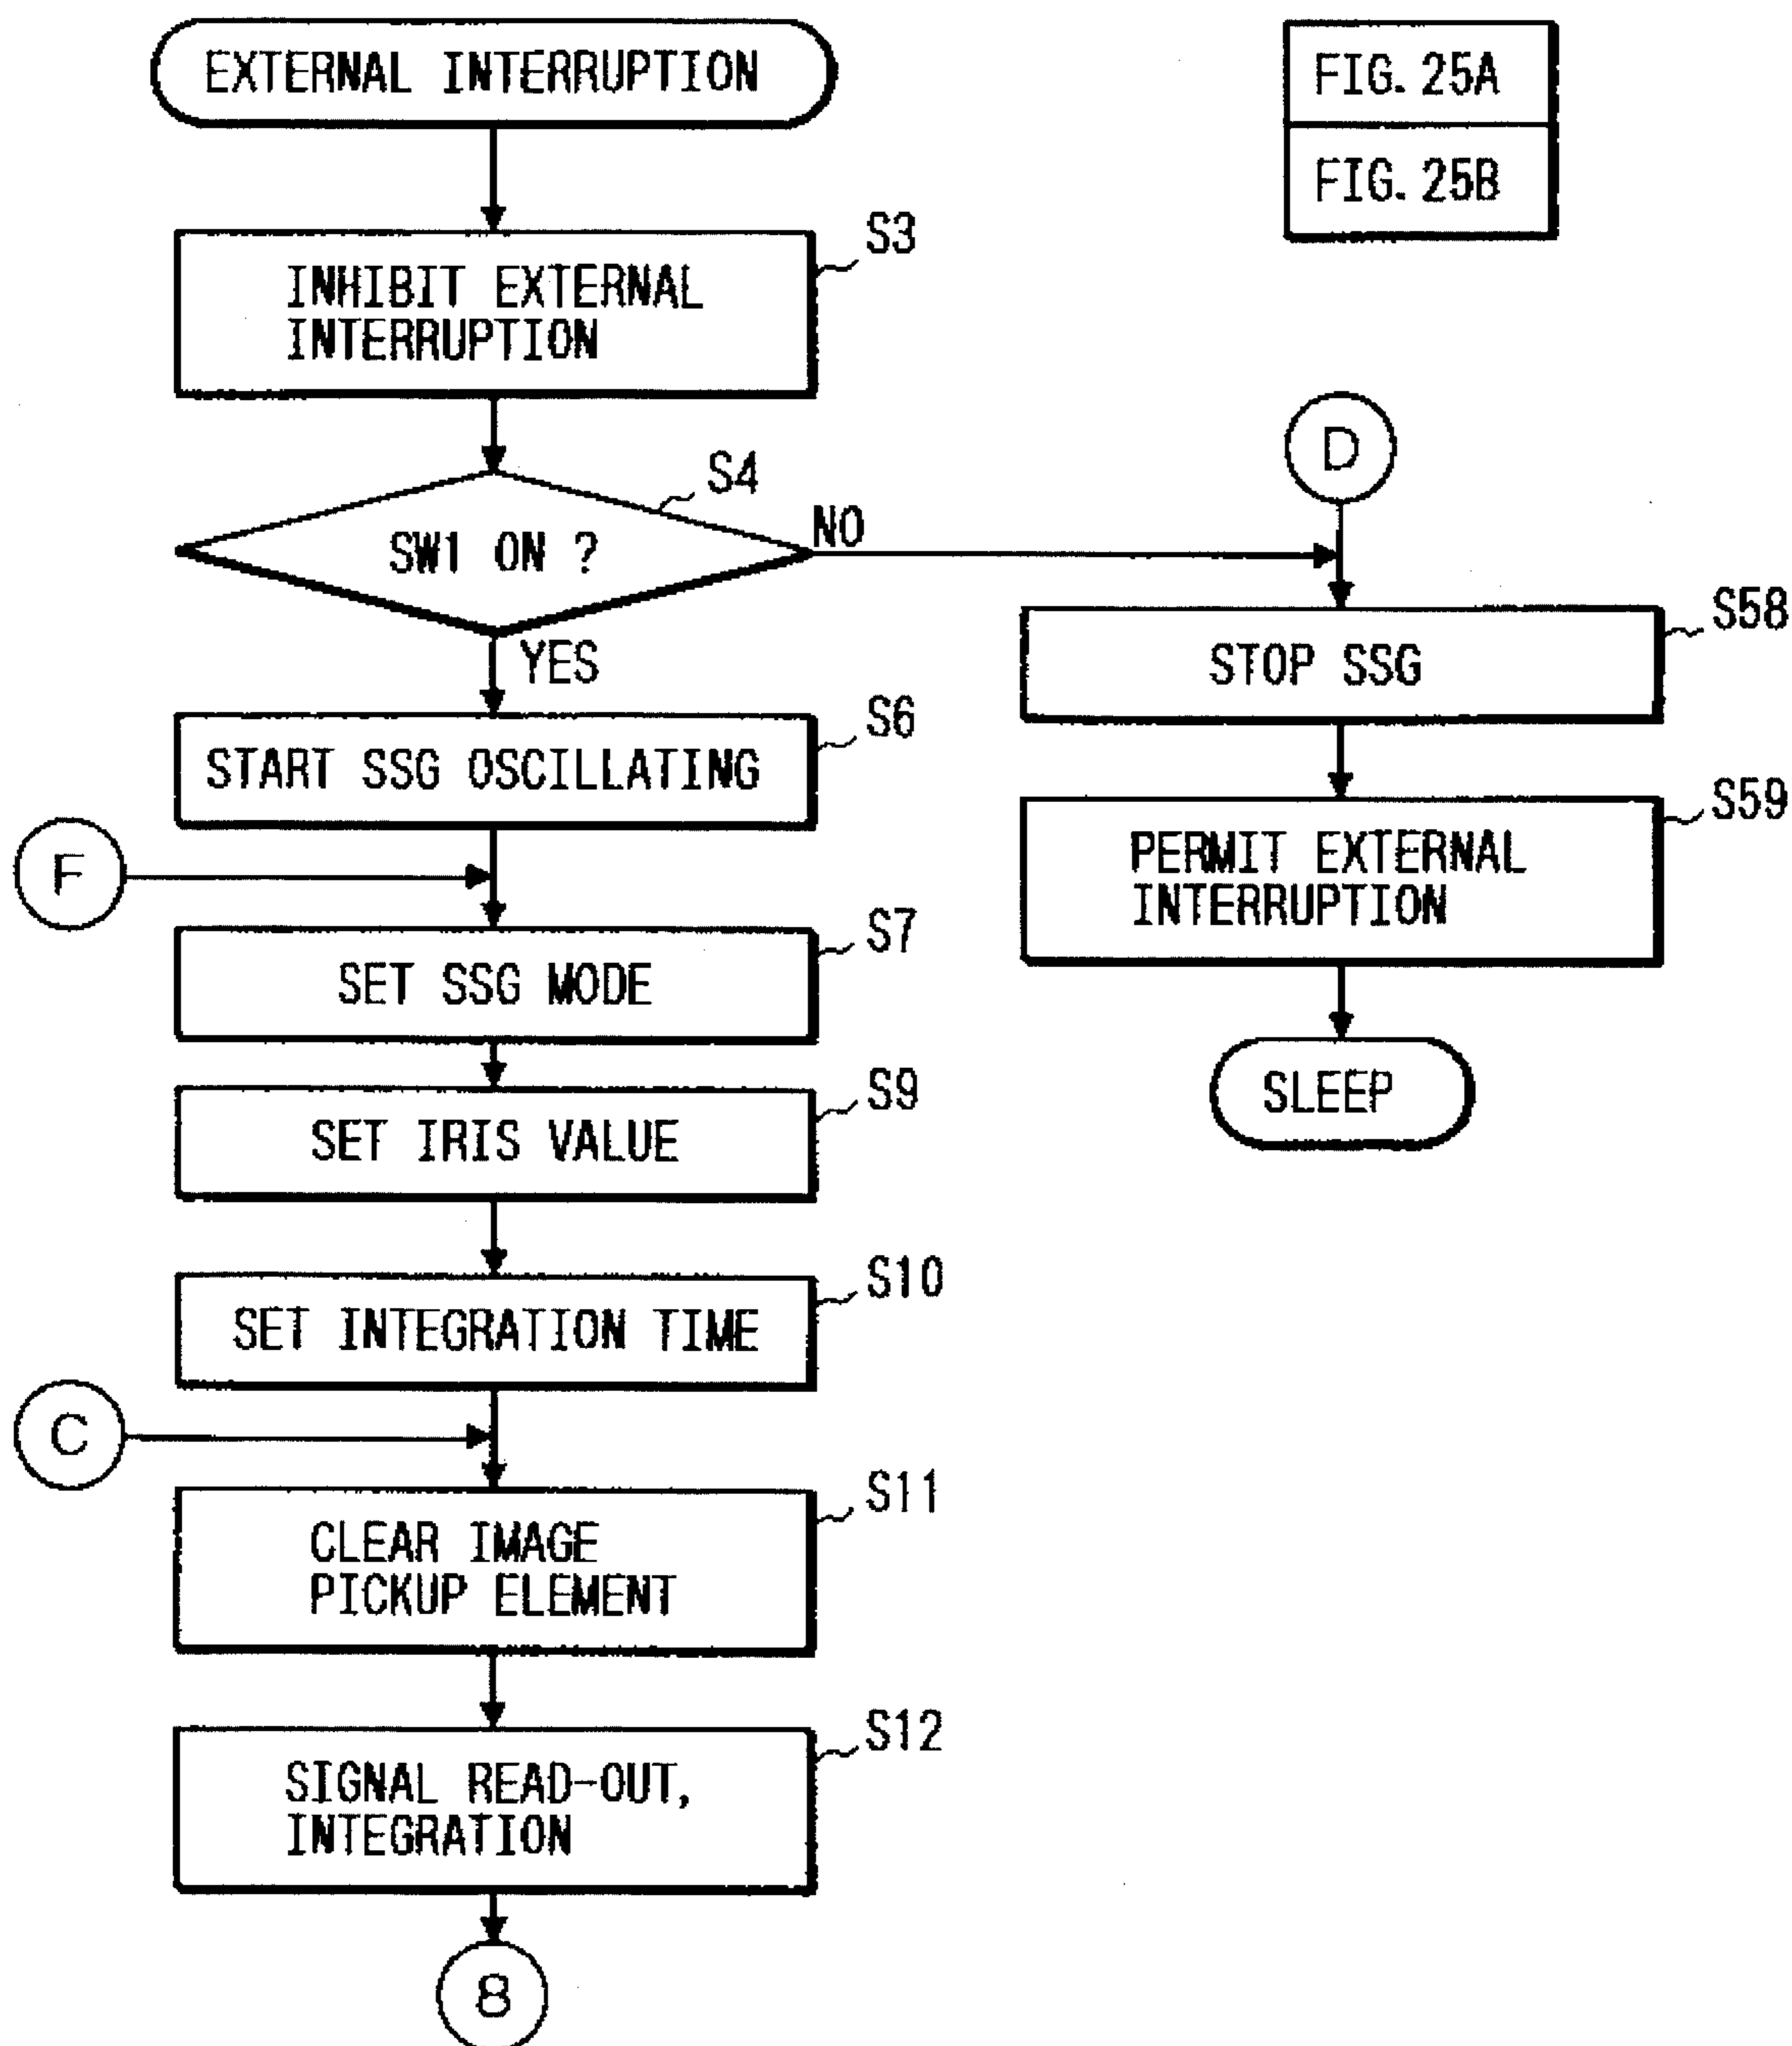 EXTERNAL INTERRUPTION
FIG. 25A
FIG. 25B
S3
INHIBIT EXTERNAL
INTERRUPTION
S4
SW1 ON ?
NO
YES
D
S58
STOP SSG
S6
START SSG OSCILLATING
S59
PERMIT EXTERNAL
INTERRUPTION
F
S7
SET SSG MODE
SLEEP
S9
SET IRIS VALUE
S10
SET INTEGRATION TIME
C
S11
CLEAR IMAGE
PICKUP ELEMENT
S12
SIGNAL READ-OUT,
INTEGRATION
8